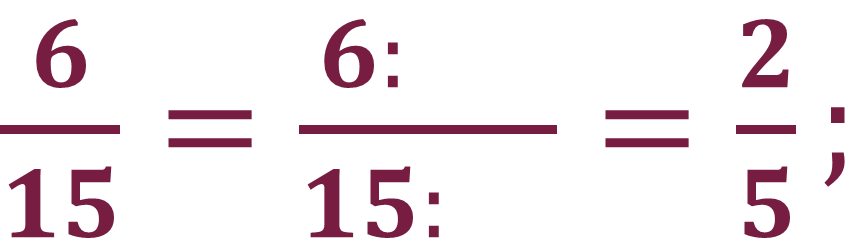 6/15 = 6:/15: = 2/5;